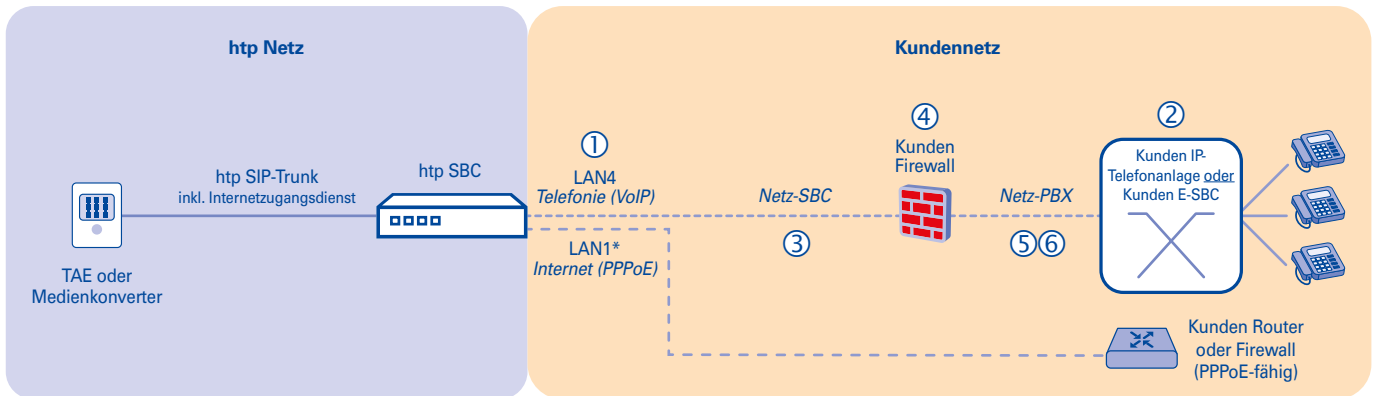 htp Netz
Kundennetz
htp SIP-Trunk
inkl. Internetzugangsdienst
htp SBC
TAE oder
Medienkonverter
①
LAN4
Telefonie (VoIP)
LAN1*
Internet (PPPoE)
Netz-SBC
③
④
Kunden
Firewall
Netz-PBX
⑤⑥
②
Kunden IP-
Telefonanlage oder
Kunden E-SBC
Kunden Router
oder Firewall
(PPPoE-fähig)